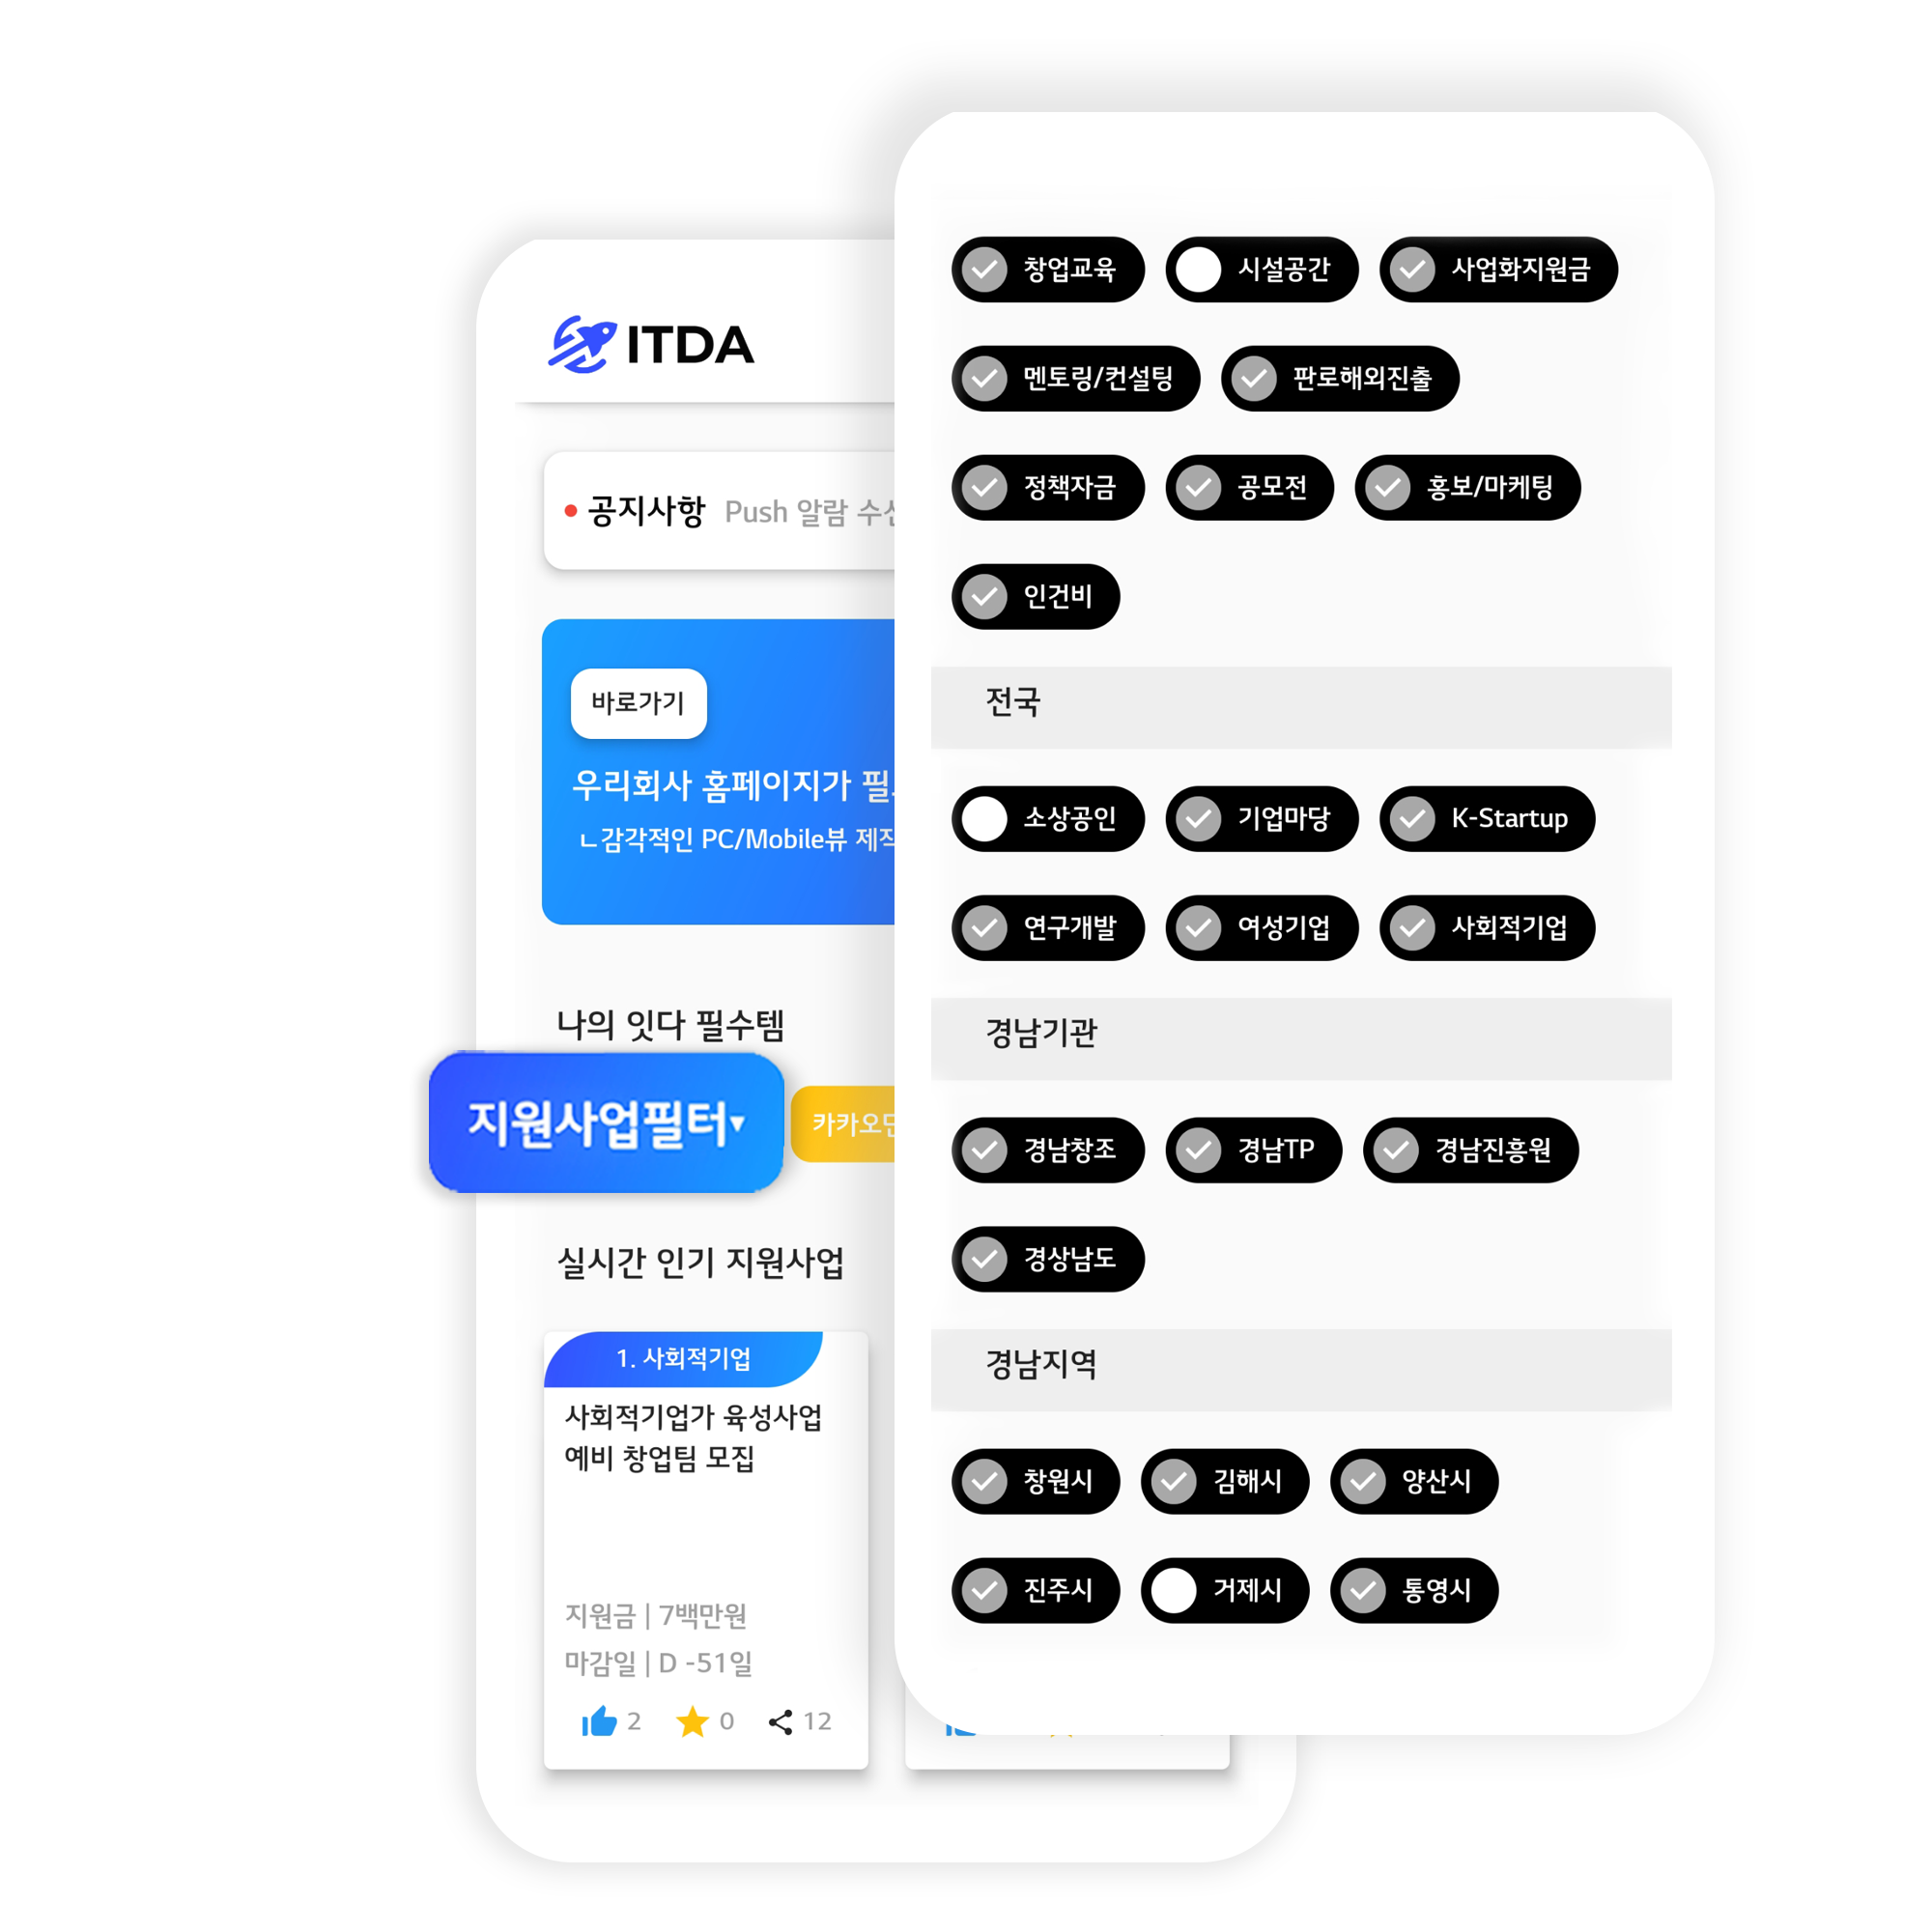 ITDA
공지사항 Push 알람
바로가기
우리회사 홈페이지가
ㄴ감각적인 PC/Mobile뷰
나의 잇다 필수템
지원사업필터▾
실시간 인기 지원사업
1. 사회적기업
사회적기업가 육성사업
예비 창업팀 모집
지원금 | 7백만원
마감일 | D -51일
2 0 12
창업교육 시설공간 사업화지원금
멘토링/컨설팅 판로해외진출
정책자금 공모전 홍보/마케팅
인건비
전국
소상공인 기업마당 K-Startup
연구개발 여성기업 사회적기업
경남기관
경남창조 경남TP 경남진흥원
경상남도
경남지역
창원시 김해시 양산시
진주시 거제시 통영시